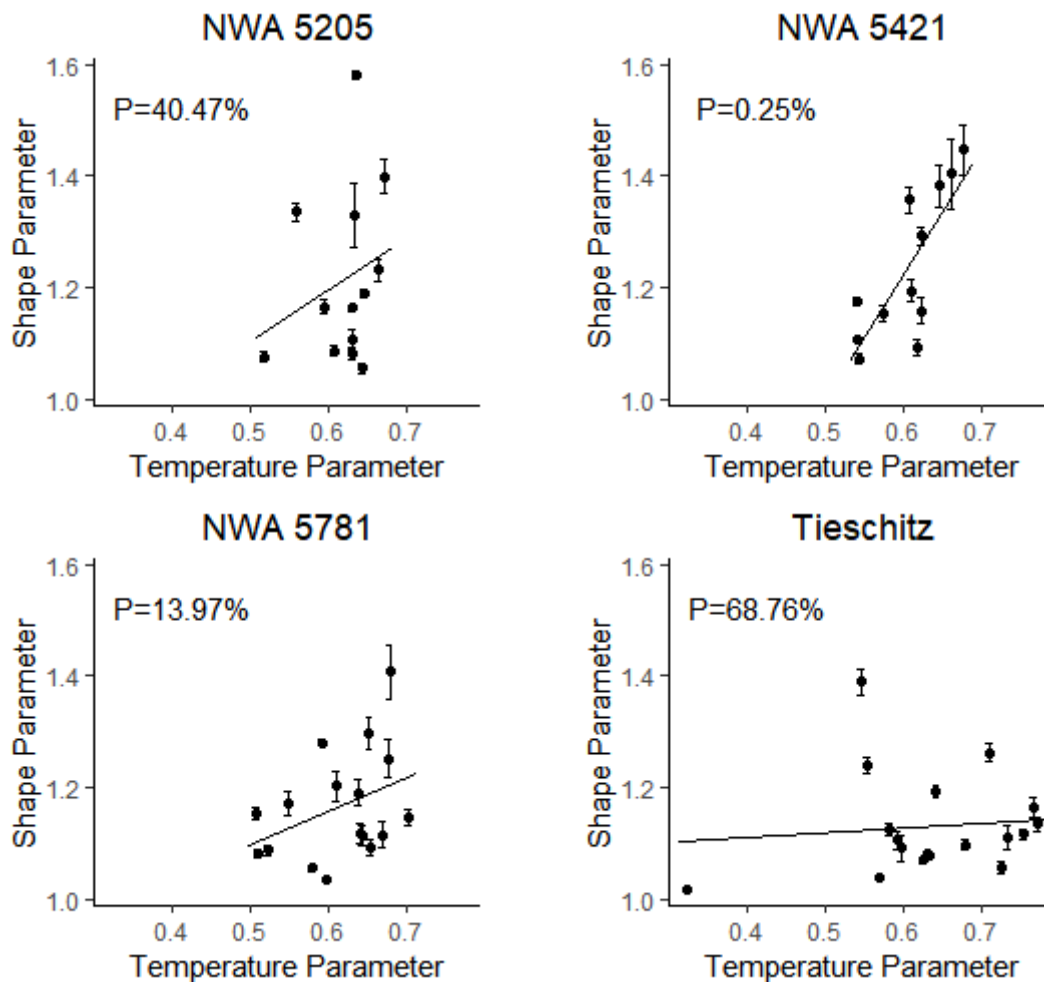 NWA 5205
1.6
P=40.47%
1.4
1.2
1.0
Shape Parameter
0.4 0.5 0.6 0.7
Temperature Parameter
NWA 5421
1.6
P=0.25%
1.4
1.2
1.0
Shape Parameter
0.4 0.5 0.6 0.7
Temperature Parameter
NWA 5781
1.6
P=13.97%
1.4
1.2
1.0
Shape Parameter
0.4 0.5 0.6 0.7
Temperature Parameter
Tieschitz
1.6
P=68.76%
1.4
1.2
1.0
Shape Parameter
0.4 0.5 0.6 0.7
Temperature Parameter